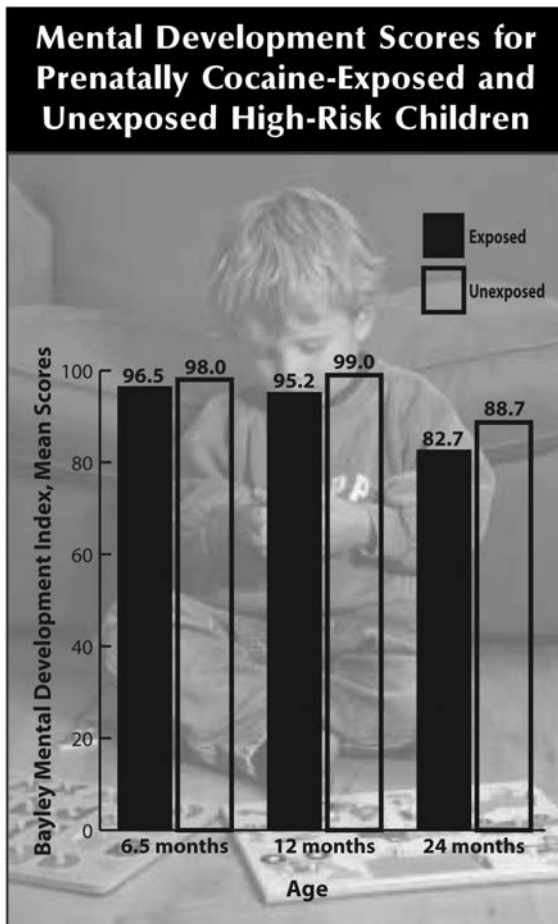 Mental Development Scores for
Prenatally Cocaine-Exposed and
Unexposed High-Risk Children
Exposed
Unexposed
Bayley Mental Development Index, Mean Scores
100
80
60
40
20
0
96.5
98.0
95.2
99.0
82.7
88.7
6.5 months
12 months
24 months
Age